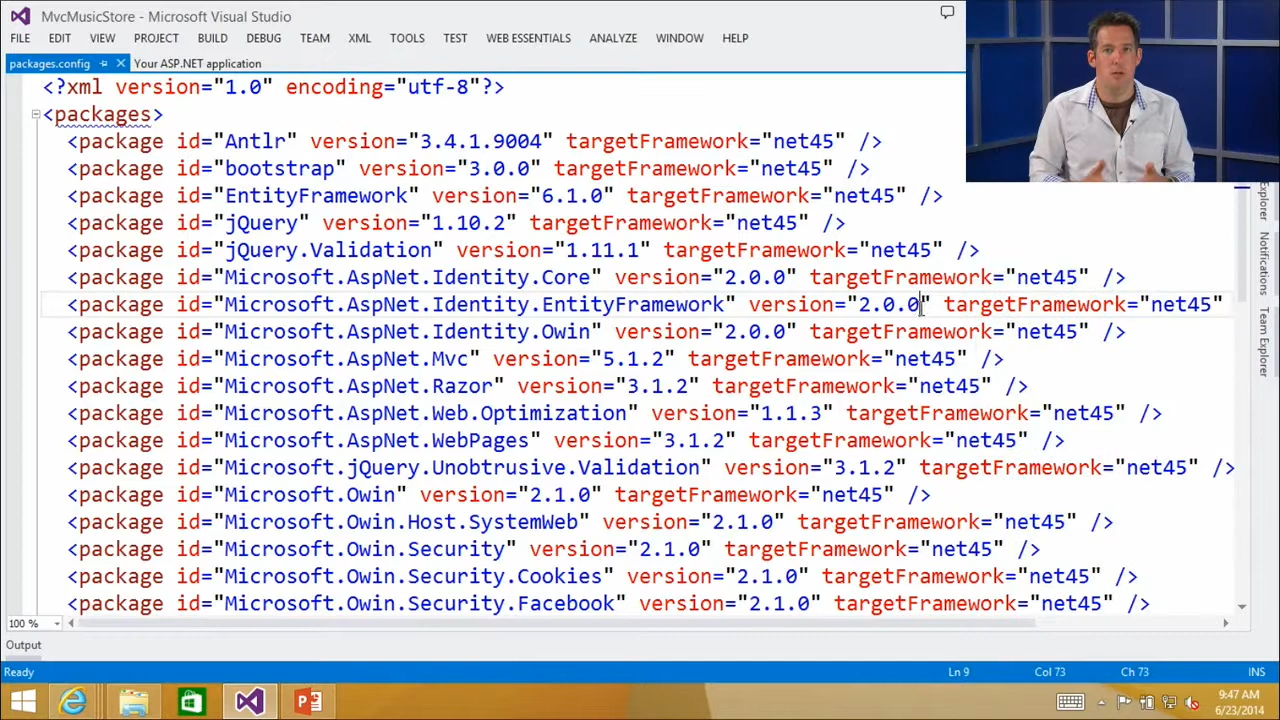 MvcMusicStore - Microsoft Visual Studio
FILE EDIT VIEW PROJECT BUILD DEBUG TEAM XML TOOLS TEST WEB ESSENTIALS ANALYZE WINDOW HELP
packages.config Your ASP.NET application
<?xml version="1.0" encoding="utf-8"?>
<packages>
<package id="Antlr" version="3.4.1.9004" targetFramework="net45" />
<package id="bootstrap" version="3.0.0" targetFramework="net45" />
<package id="EntityFramework" version="6.1.0" targetFramework="net45" />
<package id="jQuery" version="1.10.2" targetFramework="net45" />
<package id="jQuery.Validation" version="1.11.1" targetFramework="net45" />
<package id="Microsoft.AspNet.Identity.Core" version="2.0.0" targetFramework="net45" />
<package id="Microsoft.AspNet.Identity.EntityFramework" version="2.0.0" targetFramework="net45"
<package id="Microsoft.AspNet.Identity.Owin" version="2.0.0" targetFramework="net45" />
<package id="Microsoft.AspNet.Mvc" version="5.1.2" targetFramework="net45" />
<package id="Microsoft.AspNet.Razor" version="3.1.2" targetFramework="net45" />
<package id="Microsoft.AspNet.Web.Optimization" version="1.1.3" targetFramework="net45" />
<package id="Microsoft.AspNet.WebPages" version="3.1.2" targetFramework="net45" />
<package id="Microsoft.jQuery.Unobtrusive.Validation" version="3.1.2" targetFramework="net45" />
<package id="Microsoft.Owin" version="2.1.0" targetFramework="net45" />
<package id="Microsoft.Owin.Host.SystemWeb" version="2.1.0" targetFramework="net45" />
<package id="Microsoft.Owin.Security" version="2.1.0" targetFramework="net45" />
<package id="Microsoft.Owin.Security.Cookies" version="2.1.0" targetFramework="net45" />
<package id="Microsoft.Owin.Security.Facebook" version="2.1.0" targetFramework="net45" />
Explorer
Notifications
Team Explorer
100 %
Output
Ready Ln 9 Col 73 Ch 73 INS
9:47 AM
6/23/2014